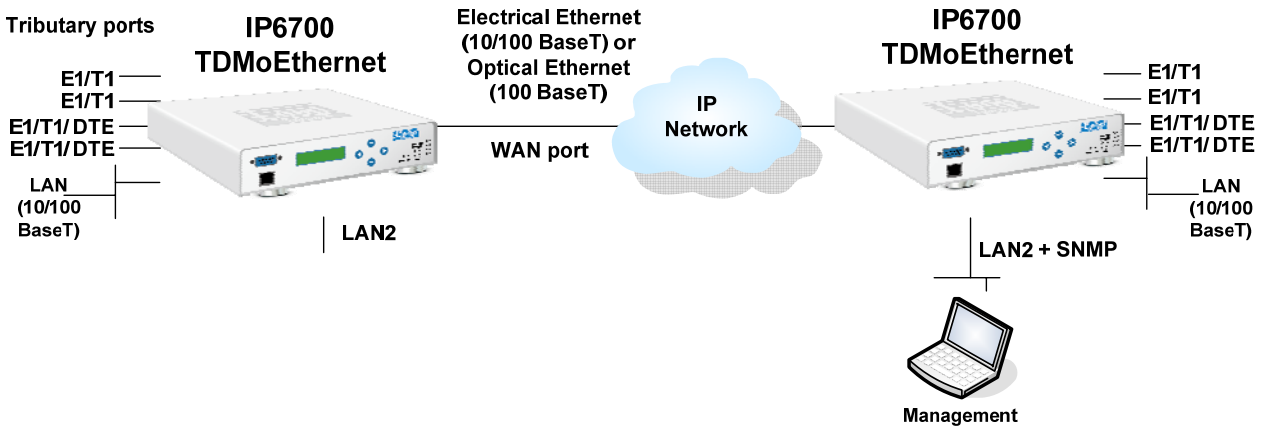 Tributary ports
IP6700
TDMoEthernet
E1/T1
E1/T1
E1/T1/ DTE
E1/T1/ DTE
LAN
(10/100
BaseT)
LAN2
Electrical Ethernet
(10/100 BaseT) or
Optical Ethernet
(100 BaseT)
WAN port
IP
Network
IP6700
TDMoEthernet
E1/T1
E1/T1
E1/T1/ DTE
E1/T1/ DTE
LAN
(10/100
BaseT)
LAN2 + SNMP
Management